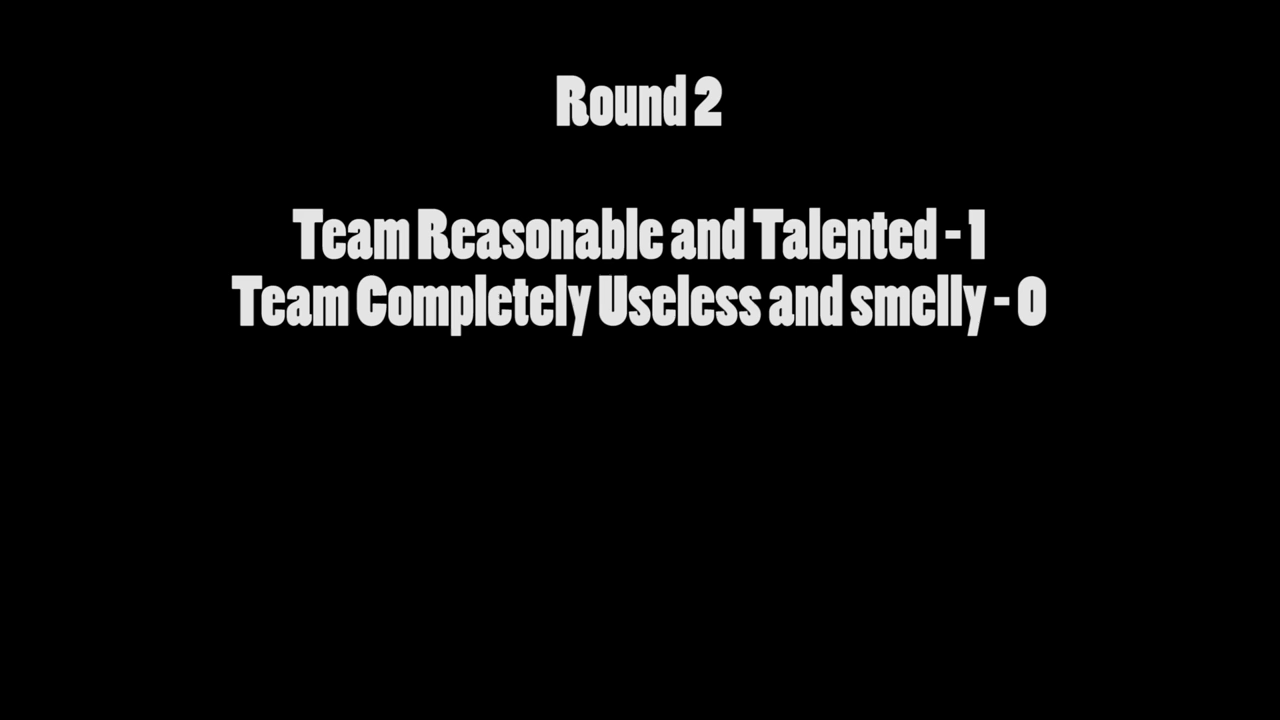 Round 2
Team Reasonable and Talented - 1
Team Completely Useless and smelly - 0